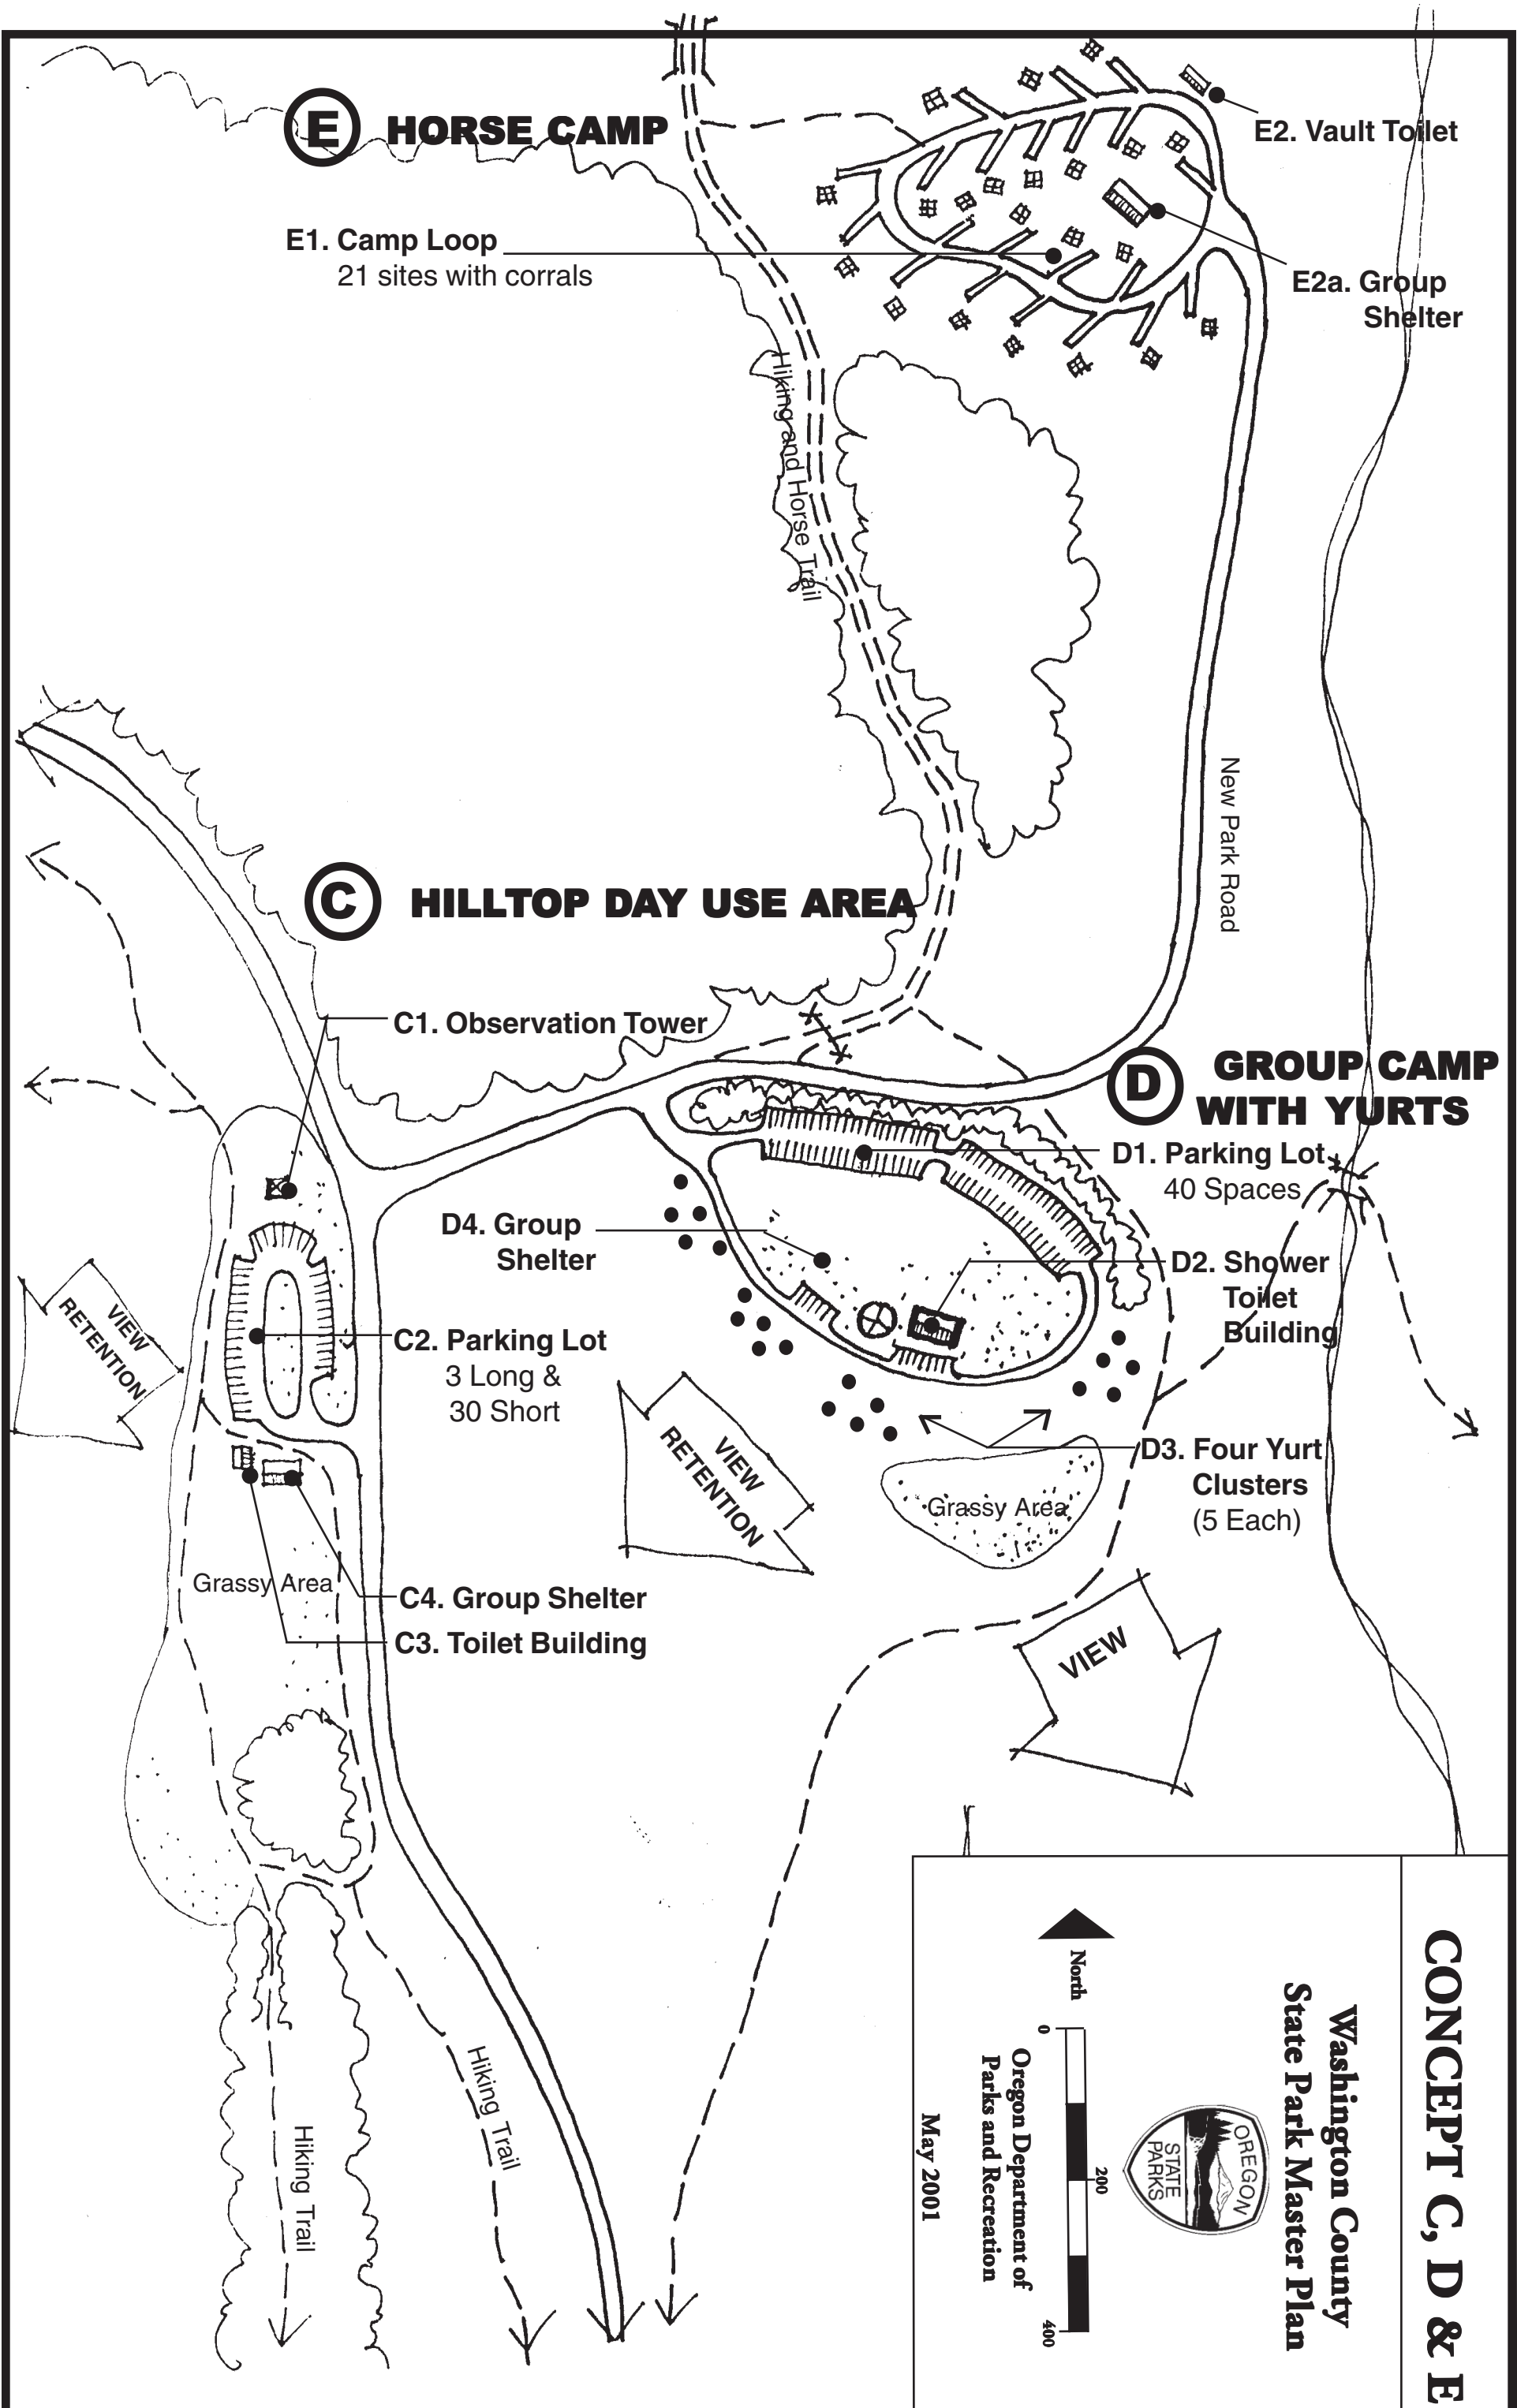 E HORSE CAMP
E2. Vault Toilet
E1. Camp Loop
21 sites with corrals
E2a. Group
Shelter
Hiking and Horse Trail
New Park Road
C HILLTOP DAY USE AREA
C1. Observation Tower
D GROUP CAMP
WITH YURTS
D1. Parking Lot
40 Spaces
D4. Group
Shelter
D2. Shower
Toilet
Building
VIEW
RETENTION
C2. Parking Lot
3 Long &
30 Short
VIEW
RETENTION
D3. Four Yurt
Clusters
(5 Each)
Grassy Area
Grassy Area
C4. Group Shelter
C3. Toilet Building
VIEW
Hiking Trail
Hiking Trail
CONCEPT C, D & E
Washington County
State Park Master Plan
OREGON
STATE
PARKS
North
0
200
400
Oregon Department of
Parks and Recreation
May 2001